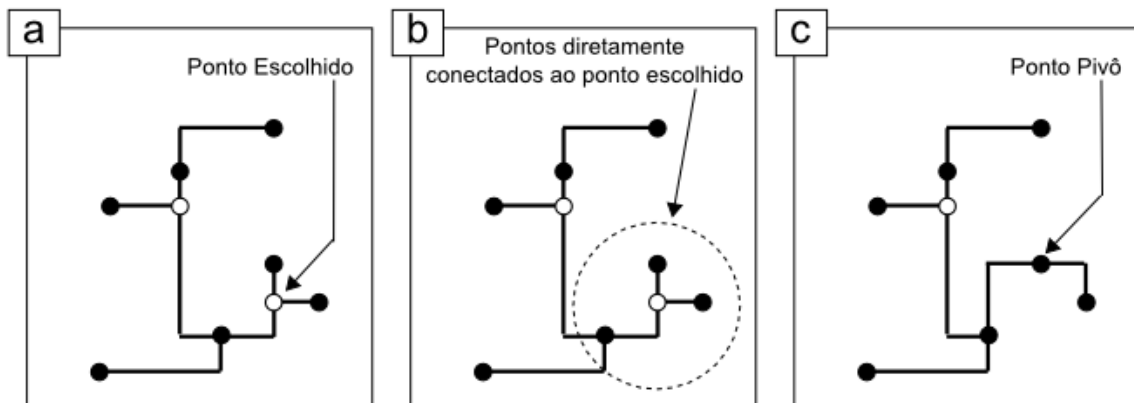 a
Ponto Escolhido
b
Pontos diretamente
conectados ao ponto escolhido
c
Ponto Pivô